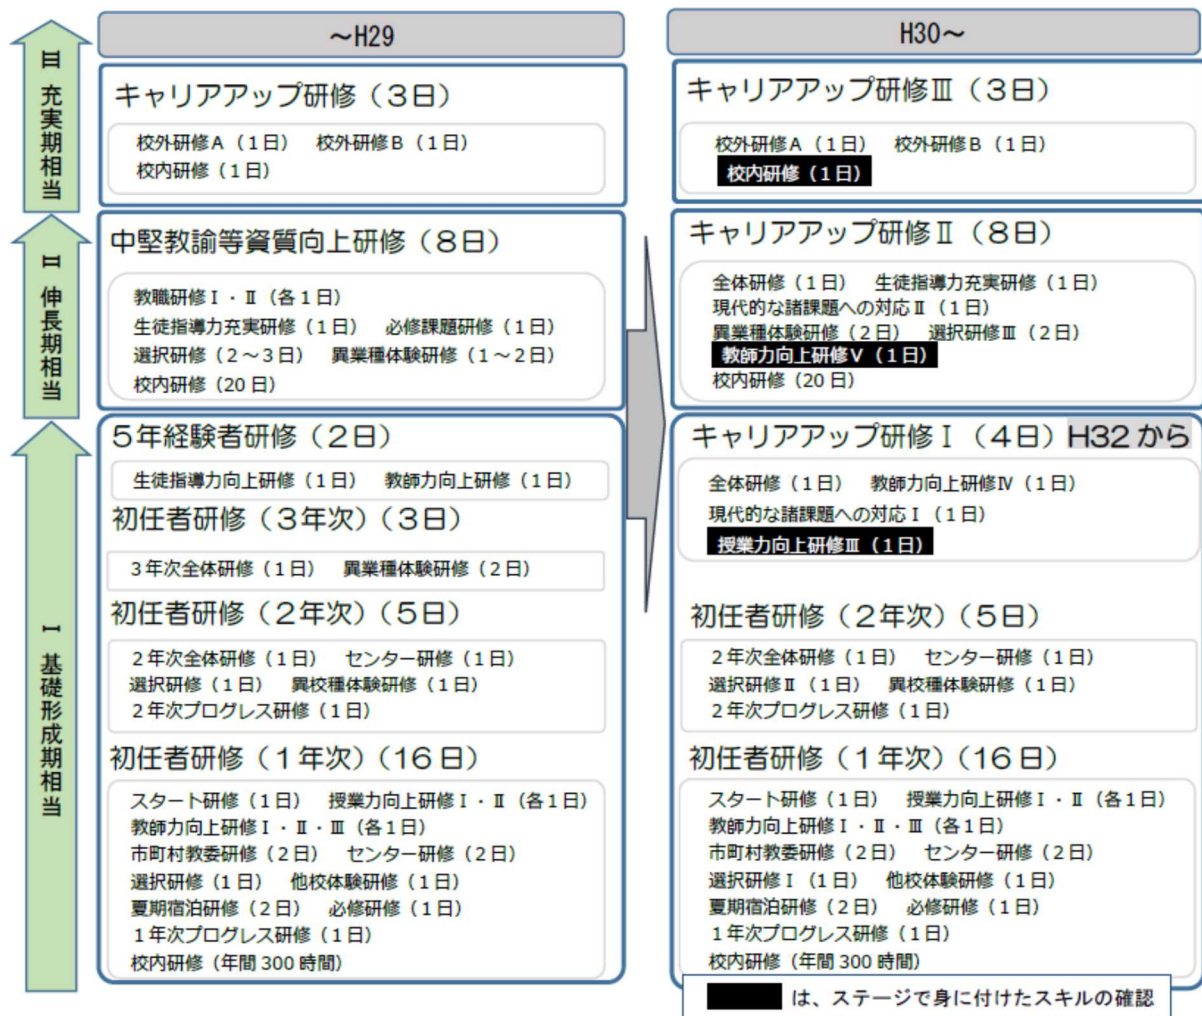 ～H29
Ⅲ 充実期相当
キャリアアップ研修（３日）
校外研修Ａ（１日） 校外研修Ｂ（１日）
校内研修（１日）
Ⅱ 伸長期相当
中堅教諭等資質向上研修（８日）
教職研修Ⅰ・Ⅱ（各１日）
生徒指導力充実研修（１日） 必修課題研修（１日）
選択研修（２～３日） 異業種体験研修（１～２日）
校内研修（20日）
Ⅰ 基礎形成期相当
５年経験者研修（２日）
生徒指導力向上研修（１日） 教師力向上研修（１日）
初任者研修（３年次）（３日）
３年次全体研修（１日） 異業種体験研修（２日）
初任者研修（２年次）（５日）
２年次全体研修（１日） センター研修（１日）
選択研修（１日） 異校種体験研修（１日）
２年次プログレス研修（１日）
初任者研修（１年次）（16日）
スタート研修（１日） 授業力向上研修Ⅰ・Ⅱ（各１日）
教師力向上研修Ⅰ・Ⅱ・Ⅲ（各１日）
市町村教委研修（２日） センター研修（２日）
選択研修（1日） 他校体験研修（１日）
夏期宿泊研修（２日） 必修研修（１日）
１年次プログレス研修（１日）
校内研修（年間300時間）
H30～
キャリアアップ研修Ⅲ（３日）
校外研修Ａ（１日） 校外研修Ｂ（１日）
校内研修（１日）
キャリアアップ研修Ⅱ（８日）
全体研修（１日） 生徒指導力充実研修（１日）
現代的な諸課題への対応Ⅱ（１日）
異業種体験研修（２日） 選択研修Ⅲ（２日）
教師力向上研修Ⅴ（１日）
校内研修（20日）
キャリアアップ研修Ⅰ（４日）H32から
全体研修（１日） 教師力向上研修Ⅳ（１日）
現代的な諸課題への対応Ⅰ（１日）
授業力向上研修Ⅲ（１日）
初任者研修（２年次）（５日）
２年次全体研修（１日） センター研修（１日）
選択研修Ⅱ（１日） 異校種体験研修（１日）
２年次プログレス研修（１日）
初任者研修（１年次）（16日）
スタート研修（１日） 授業力向上研修Ⅰ・Ⅱ（各１日）
教師力向上研修Ⅰ・Ⅱ・Ⅲ（各１日）
市町村教委研修（２日） センター研修（２日）
選択研修Ⅰ（１日） 他校体験研修（１日）
夏期宿泊研修（２日） 必修研修（１日）
１年次プログレス研修（１日）
校内研修（年間300時間）
は、ステージで身に付けたスキルの確認